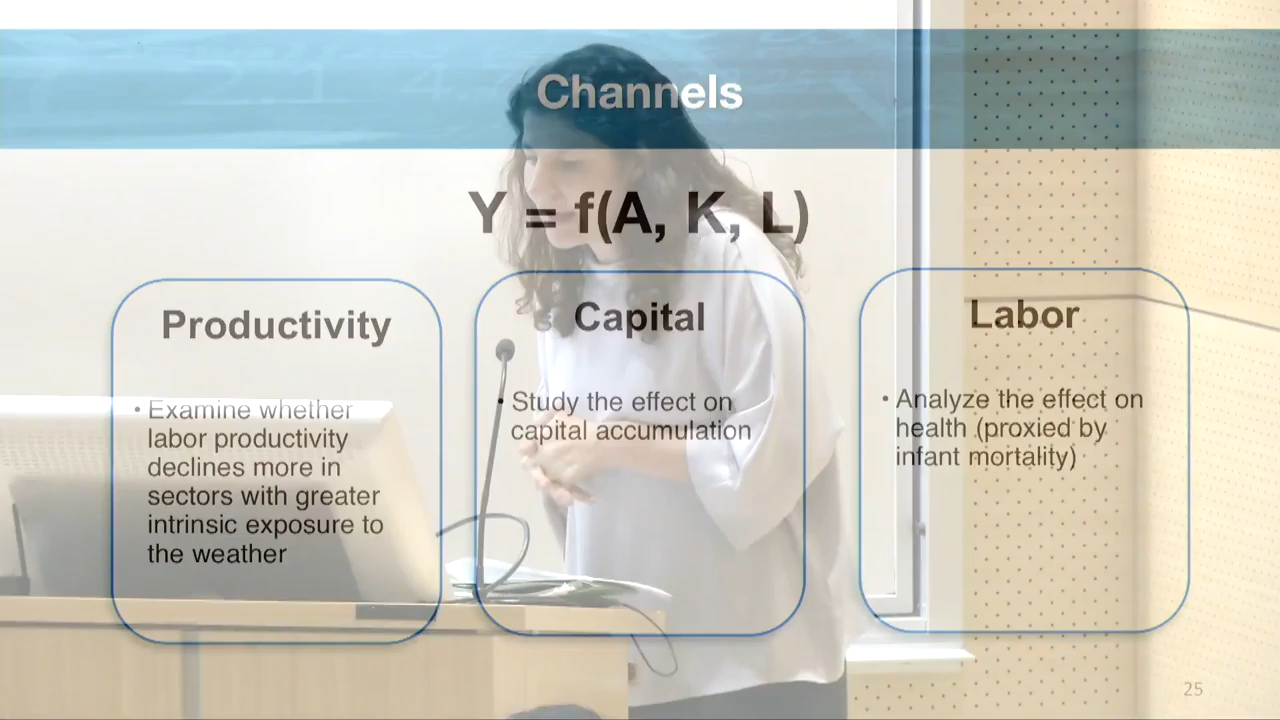 Channels
Y = f(A, K, L)
Productivity
• Examine whether
labor productivity
declines more in
sectors with greater
intrinsic exposure to
the weather
Capital
• Study the effect on
capital accumulation
Labor
• Analyze the effect on
health (proxied by
infant mortality)
25